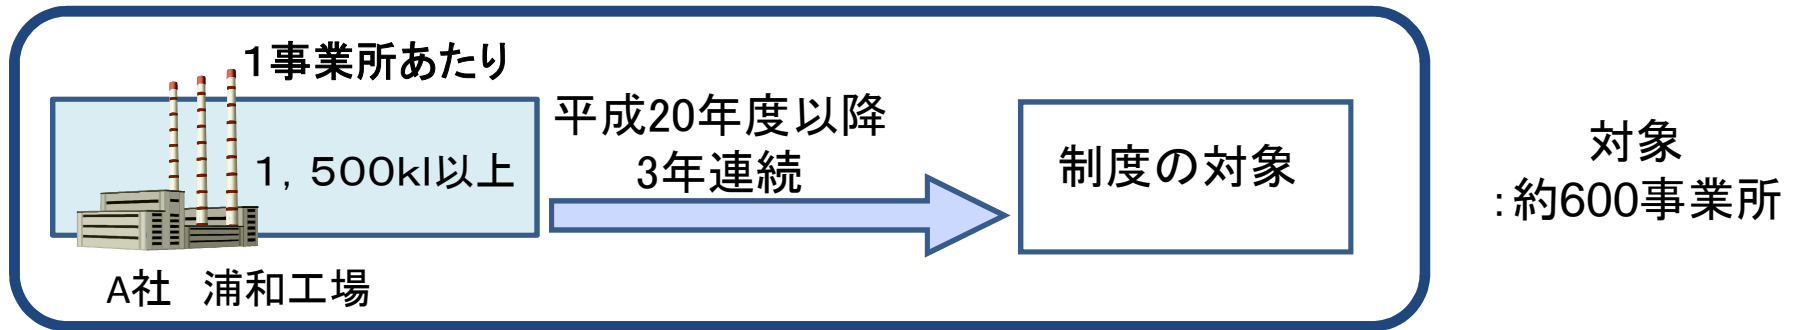 １事業所あたり
１，５００ｋｌ以上
A社　浦和工場
平成20年度以降
3年連続
制度の対象
対象
：約600事業所